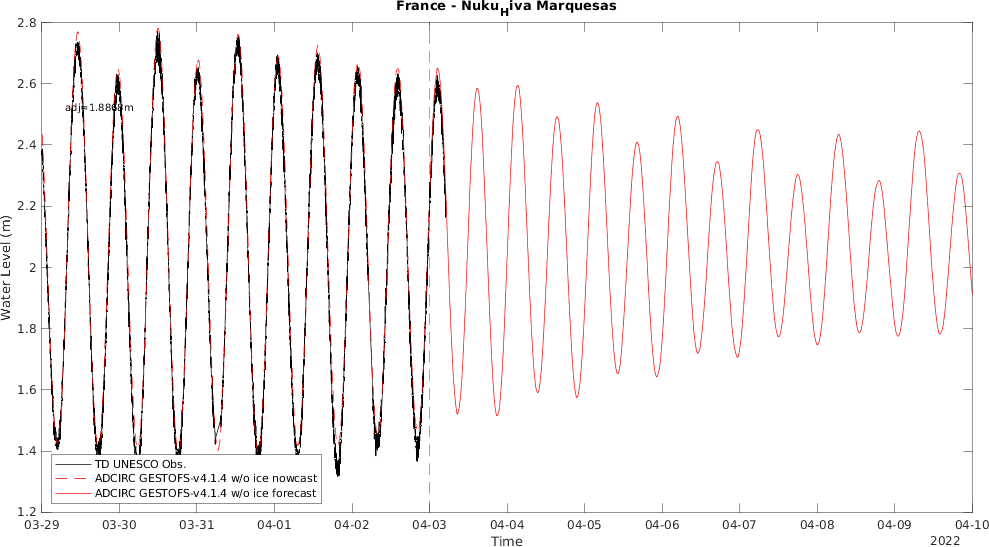 France - Nuku_Hiva Marquesas
2.8
2.6
adj=1.8868m
2.4
2.2
2
1.8
1.6
1.4
1.2
Water Level (m)
TD UNESCO Obs.
ADCIRC GESTOFS-v4.1.4 w/o ice nowcast
ADCIRC GESTOFS-v4.1.4 w/o ice forecast
03-29 03-30 03-31 04-01 04-02 04-03 04-04 04-05 04-06 04-07 04-08 04-09 04-10
Time
2022